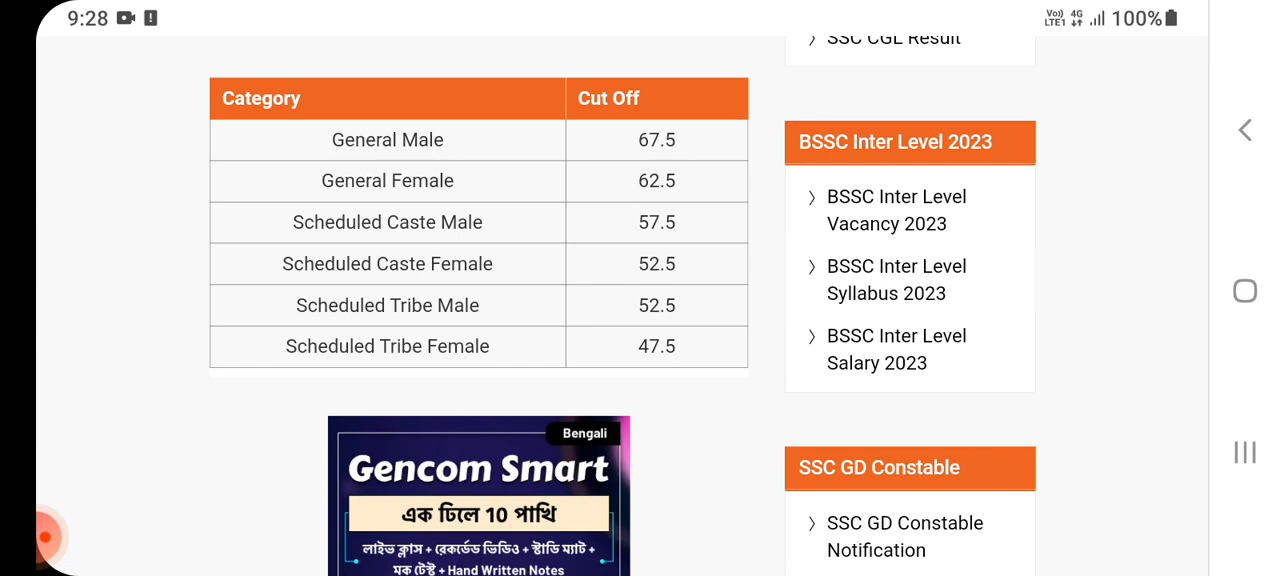 9:28
Vo)) 4G
LTE1 100%
SSC CGL Result
Category Cut Off
General Male 67.5
General Female 62.5
Scheduled Caste Male 57.5
Scheduled Caste Female 52.5
Scheduled Tribe Male 52.5
Scheduled Tribe Female 47.5
BSSC Inter Level 2023
BSSC Inter Level
Vacancy 2023
BSSC Inter Level
Syllabus 2023
BSSC Inter Level
Salary 2023
SSC GD Constable
SSC GD Constable
Notification
Bengali
Gencom Smart
এক ঢিলে 10 পাখি
লাইভ ক্লাস + রেকর্ডেড ভিডিও + স্টাডি ম্যাট +
মক টেস্ট + Hand Written Notes